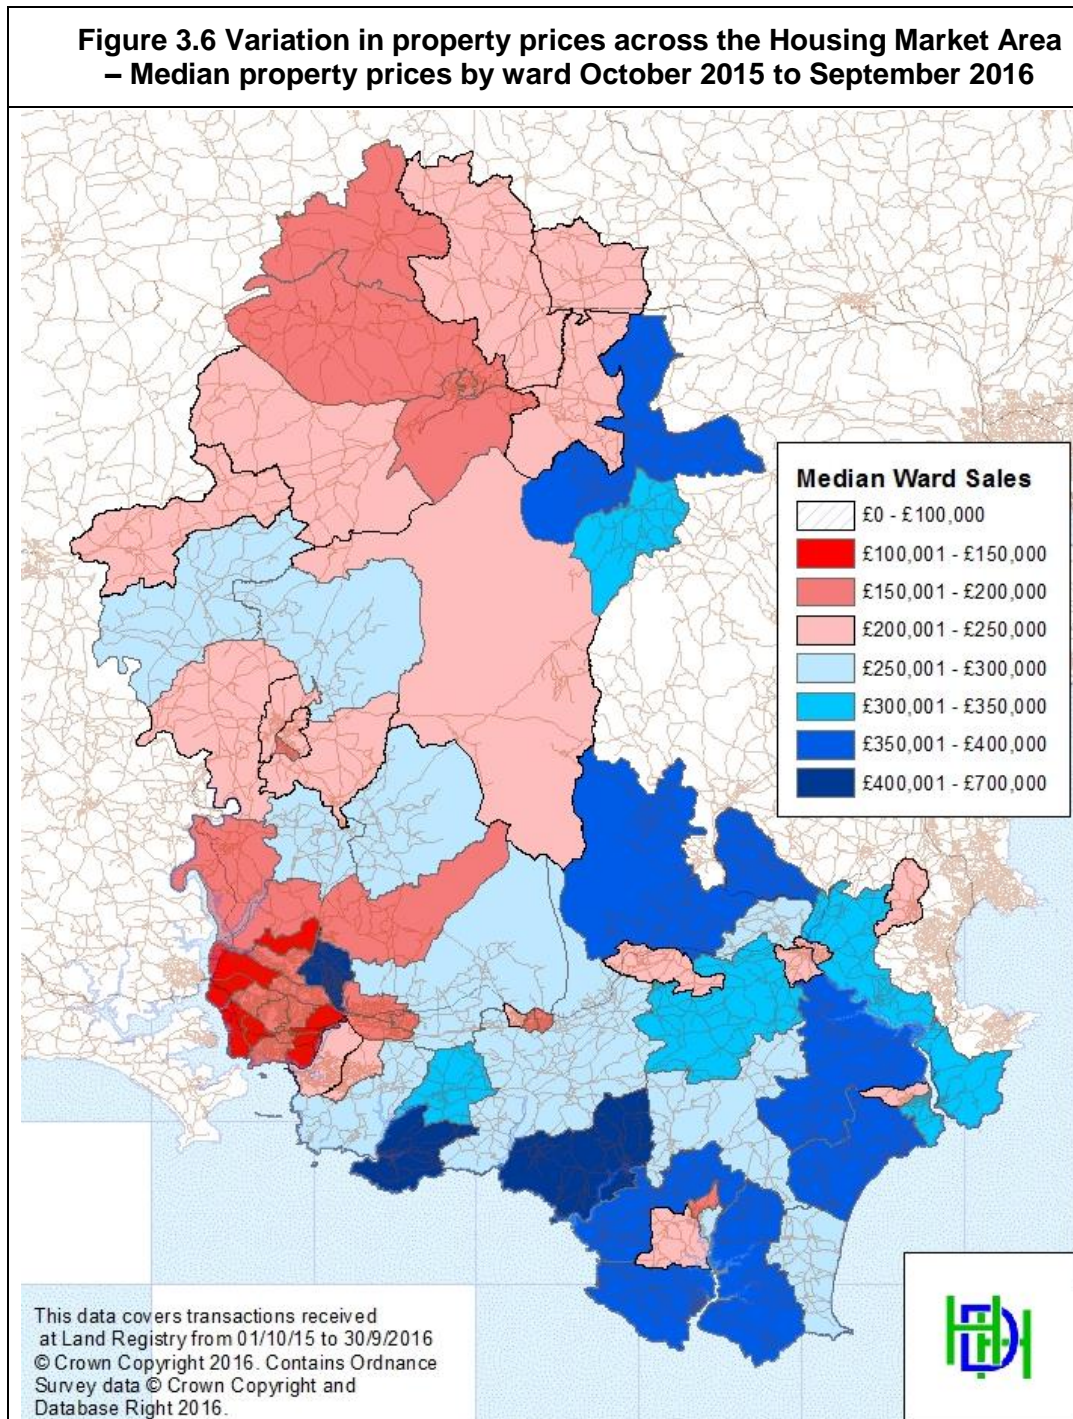 Figure 3.6 Variation in property prices across the Housing Market Area
– Median property prices by ward October 2015 to September 2016
Median Ward Sales
£0 - £100,000
£100,001 - £150,000
£150,001 - £200,000
£200,001 - £250,000
£250,001 - £300,000
£300,001 - £350,000
£350,001 - £400,000
£400,001 - £700,000
This data covers transactions received
at Land Registry from 01/10/15 to 30/9/2016
© Crown Copyright 2016. Contains Ordnance
Survey data © Crown Copyright and
Database Right 2016.
HDH